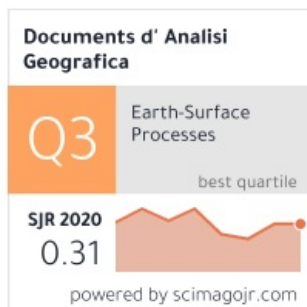 Documents d' Analisi
Geografica
Q3
Earth-Surface
Processes
best quartile
SJR 2020
0.31
powered by scimagojr.com